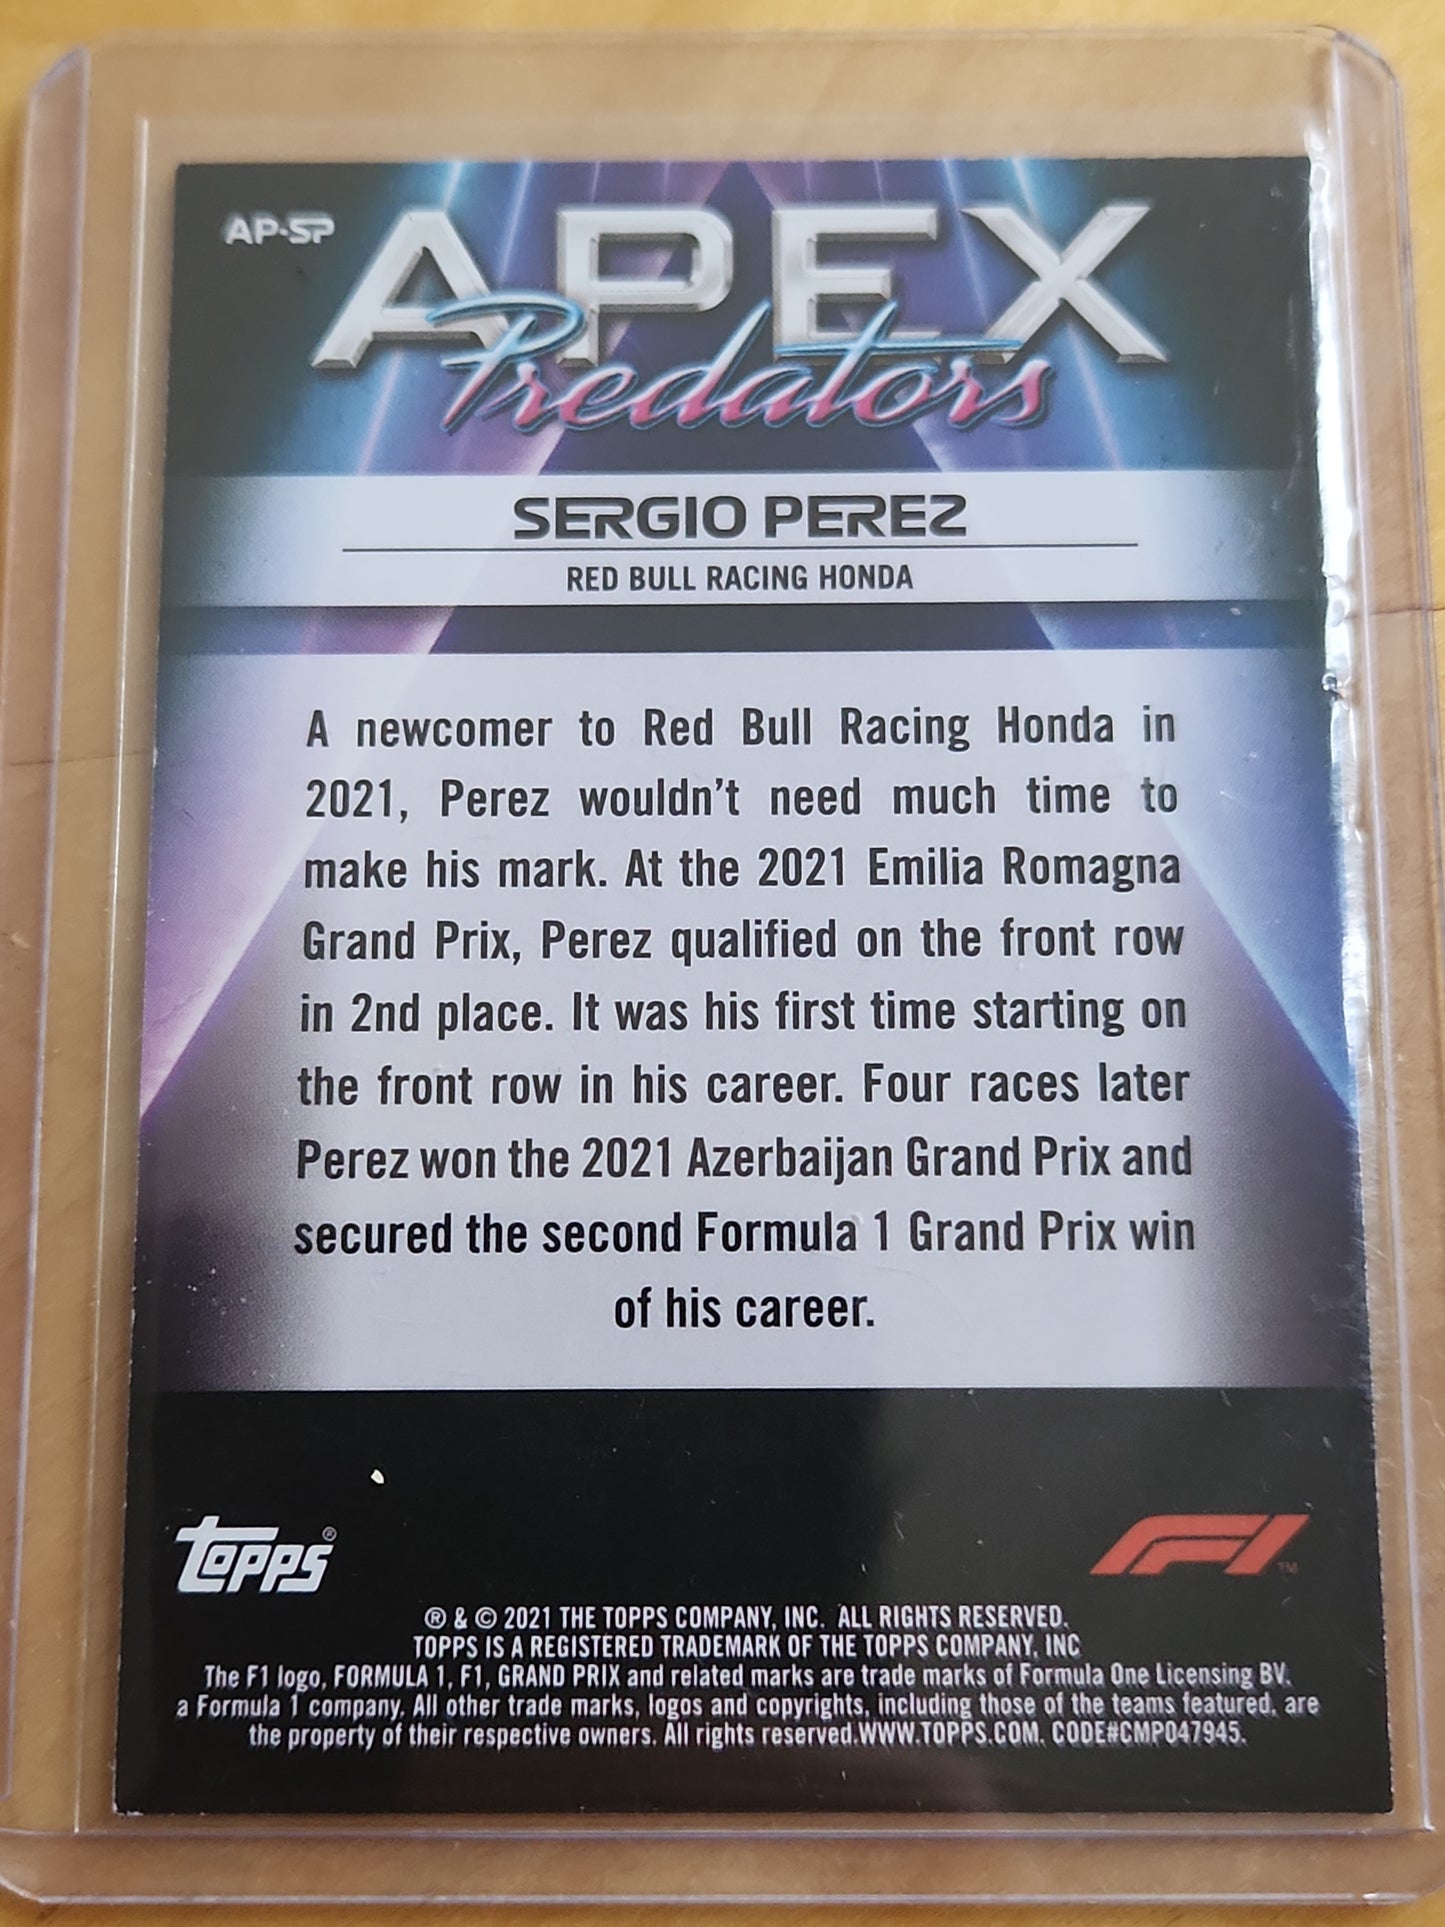 AP-SP
APEX
Predators
SERGIO PEREZ
RED BULL RACING HONDA
A newcomer to Red Bull Racing Honda in
2021, Perez wouldn't need much time to
make his mark. At the 2021 Emilia Romagna
Grand Prix, Perez qualified on the front row
in 2nd place. It was his first time starting on
the front row in his career. Four races later
Perez won the 2021 Azerbaijan Grand Prix and
secured the second Formula 1 Grand Prix win
of his career.
TOPPS®
F1™
® & © 2021 THE TOPPS COMPANY, INC. ALL RIGHTS RESERVED.
TOPPS IS A REGISTERED TRADEMARK OF THE TOPPS COMPANY, INC
The F1 logo, FORMULA 1, F1, GRAND PRIX and related marks are trade marks of Formula One Licensing BV.
a Formula 1 company. All other trade marks, logos and copyrights, including those of the teams featured, are
the property of their respective owners. All rights reserved.WWW.TOPPS.COM. CODE#CMP047945.